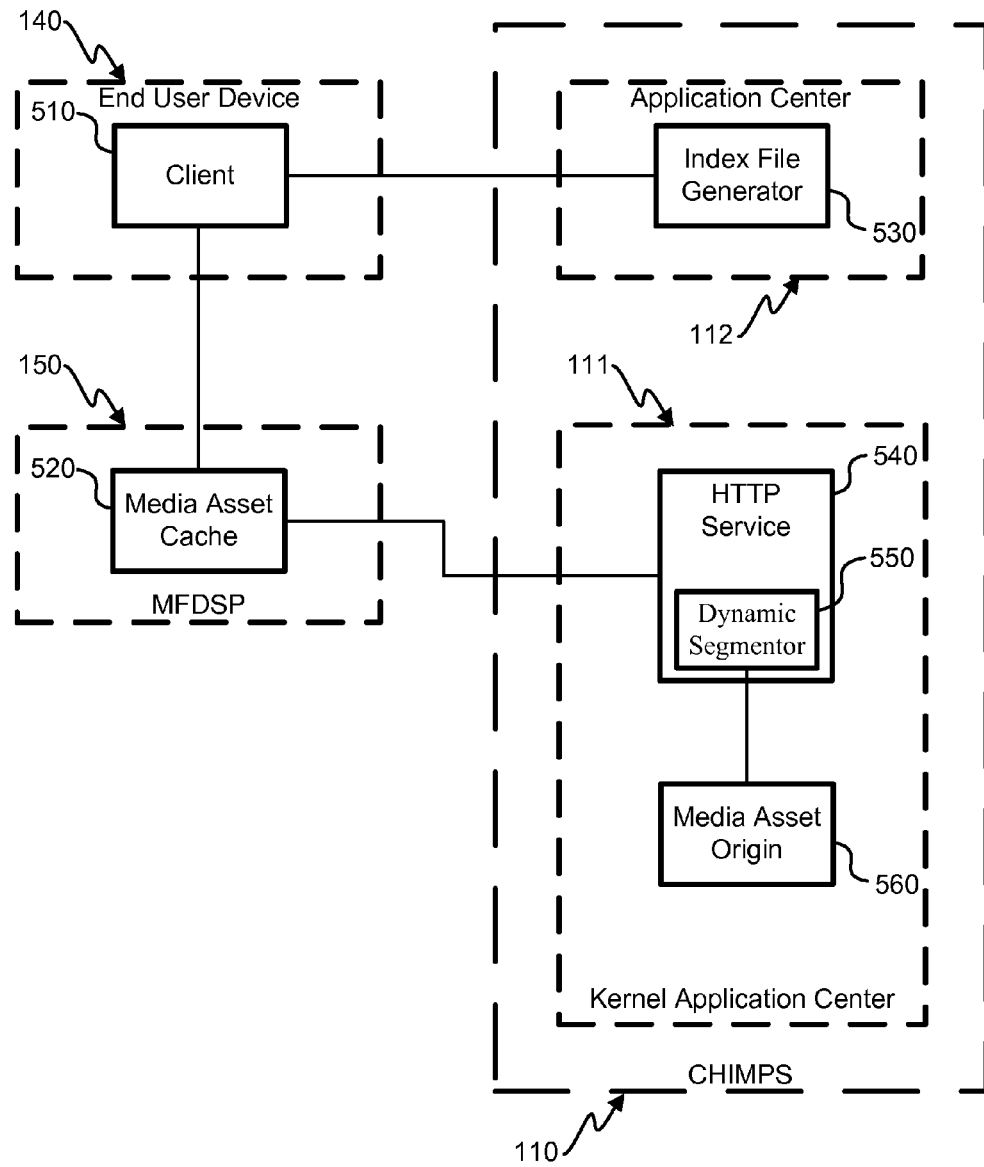 140
End User Device
510
Client
Application Center
Index File
Generator
530
112
150
520
Media Asset
Cache
MFDSP
111
540
HTTP
Service
550
Dynamic
Segmentor
Media Asset
Origin
560
Kernel Application Center
CHIMPS
110